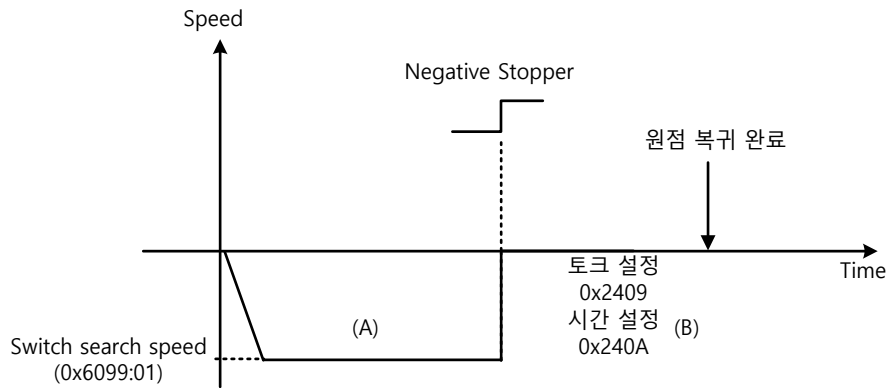 Speed
Negative Stopper
원점 복귀 완료
Time
토크 설정
0x2409
시간 설정
0x240A
(A)
(B)
Switch search speed
(0x6099:01)